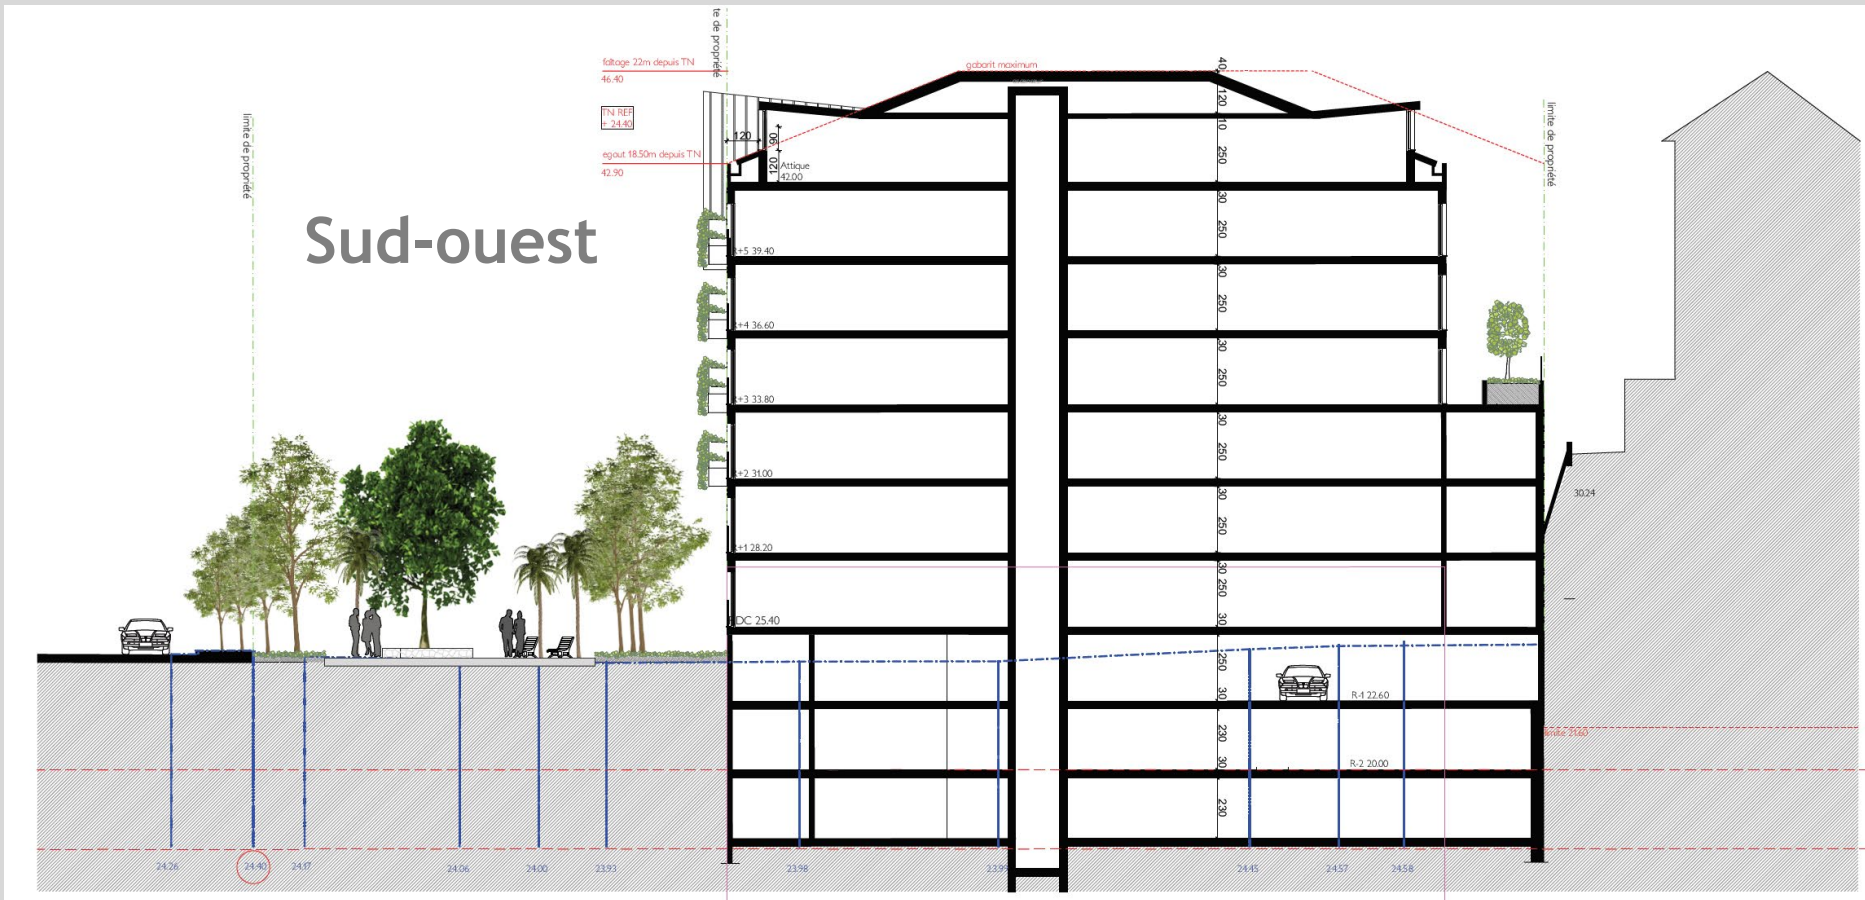 te de propriété
faîtage 22m depuis TN
46.40
gabarit maximum
TN REF
± 24.40
egout 18.50m depuis TN
42.90
limite de propriété
limite de propriété
Sud-ouest
120
90
120
Attique
42.00
40
120
10
250
30
250
30
250
30
250
30
250
30
250
30
250
30
250
30
230
30
230
R+5 39.40
R+4 36.60
R+3 33.80
R+2 31.00
R+1 28.20
RDC 25.40
30.24
R-1 22.60
limite 21.60
R-2 20.00
24.26
24.40
24.17
24.06
24.00
23.93
23.98
23.99
24.45
24.57
24.58